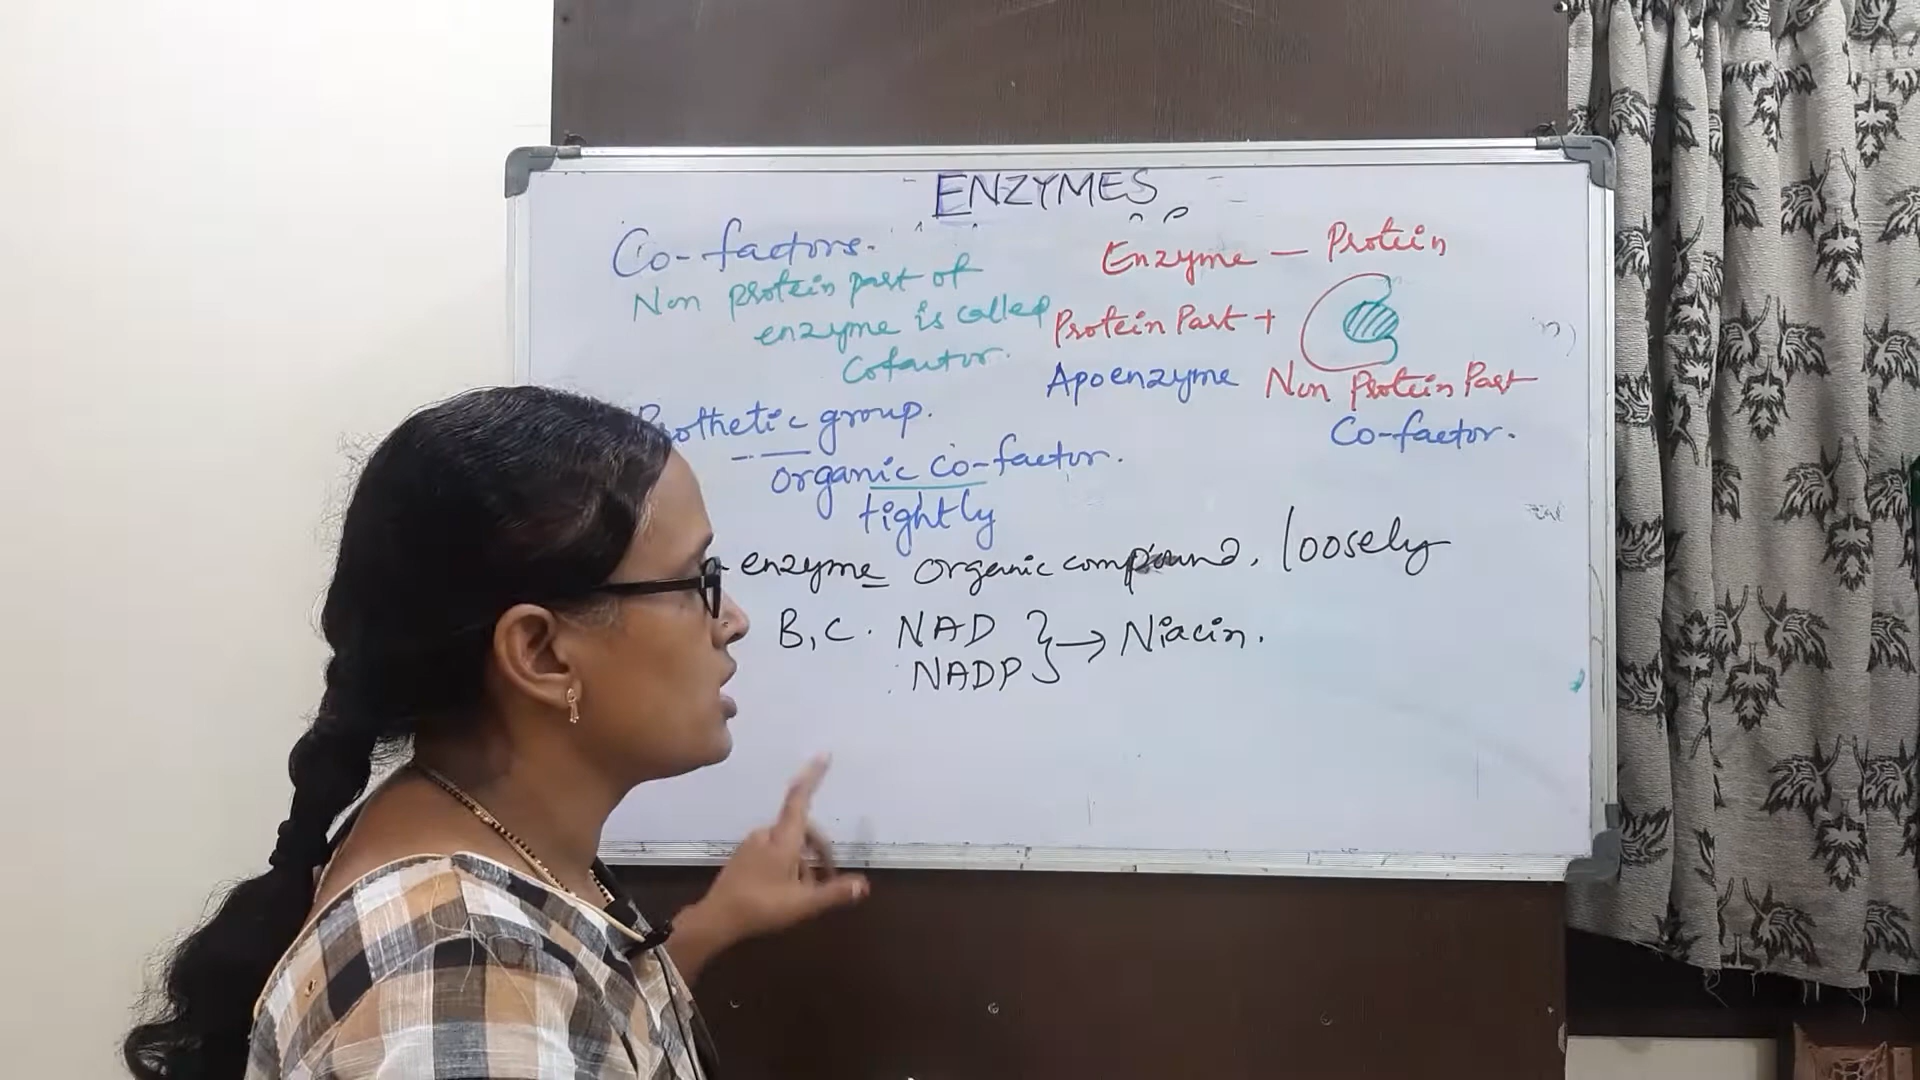 ENZYMES
Co-factors.
Non protein part of
enzyme is called
Cofactor.
Enzyme - Protein
Protein Part +
Apoenzyme
Non Protein Part
Co-factor.
Prothetic group.
organic co-factor.
tightly
enzyme organic compound, loosely
B, C. NAD } → Niacin.
NADP